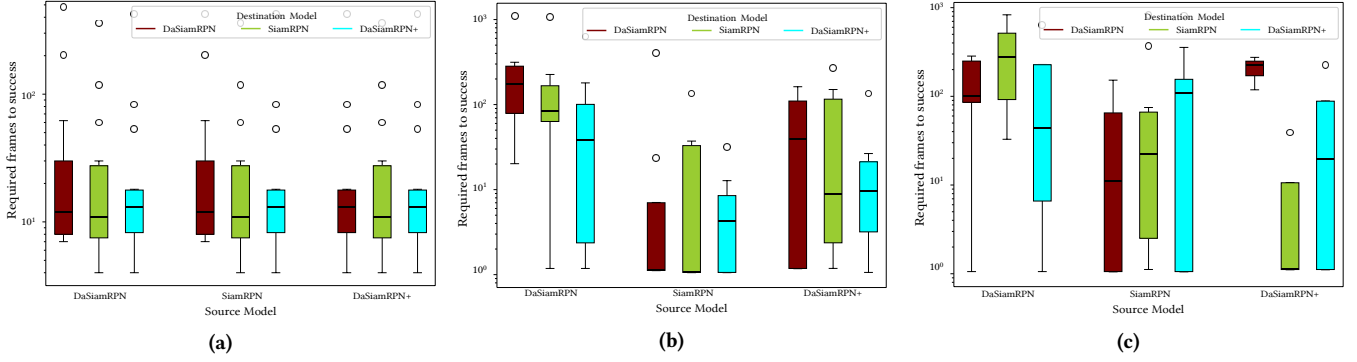 Destination Model
DaSiamRPN SiamRPN DaSiamRPN+
Required frames to success
10²
10¹
DaSiamRPN SiamRPN DaSiamRPN+
Source Model
(a)
Destination Model
DaSiamRPN SiamRPN DaSiamRPN+
Required frames to success
10³
10²
10¹
10⁰
DaSiamRPN SiamRPN DaSiamRPN+
Source Model
(b)
Destination Model
DaSiamRPN SiamRPN DaSiamRPN+
Required frames to success
10³
10²
10¹
10⁰
DaSiamRPN SiamRPN DaSiamRPN+
Source Model
(c)